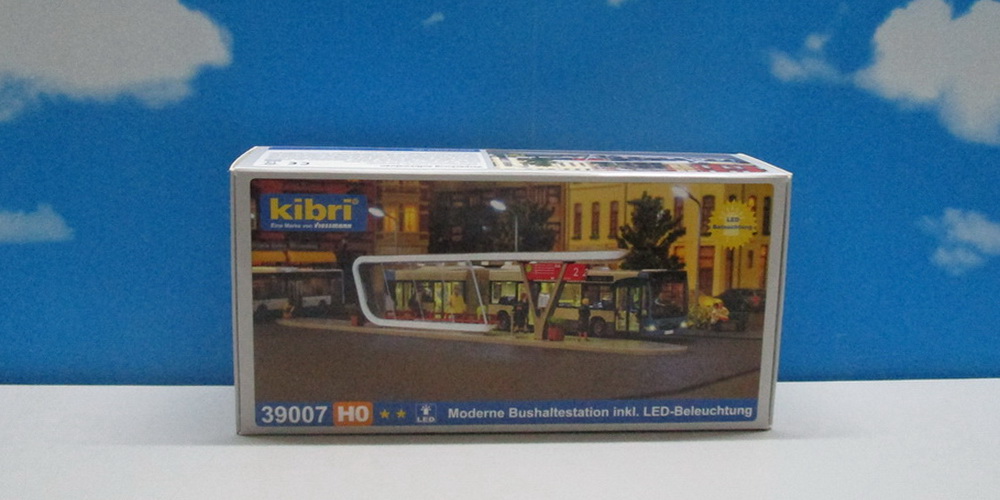 kibri®
Eine Marke von viessmann
LED-
Beleuchtung
2
39007 H0 LED Moderne Bushaltestation inkl. LED-Beleuchtung